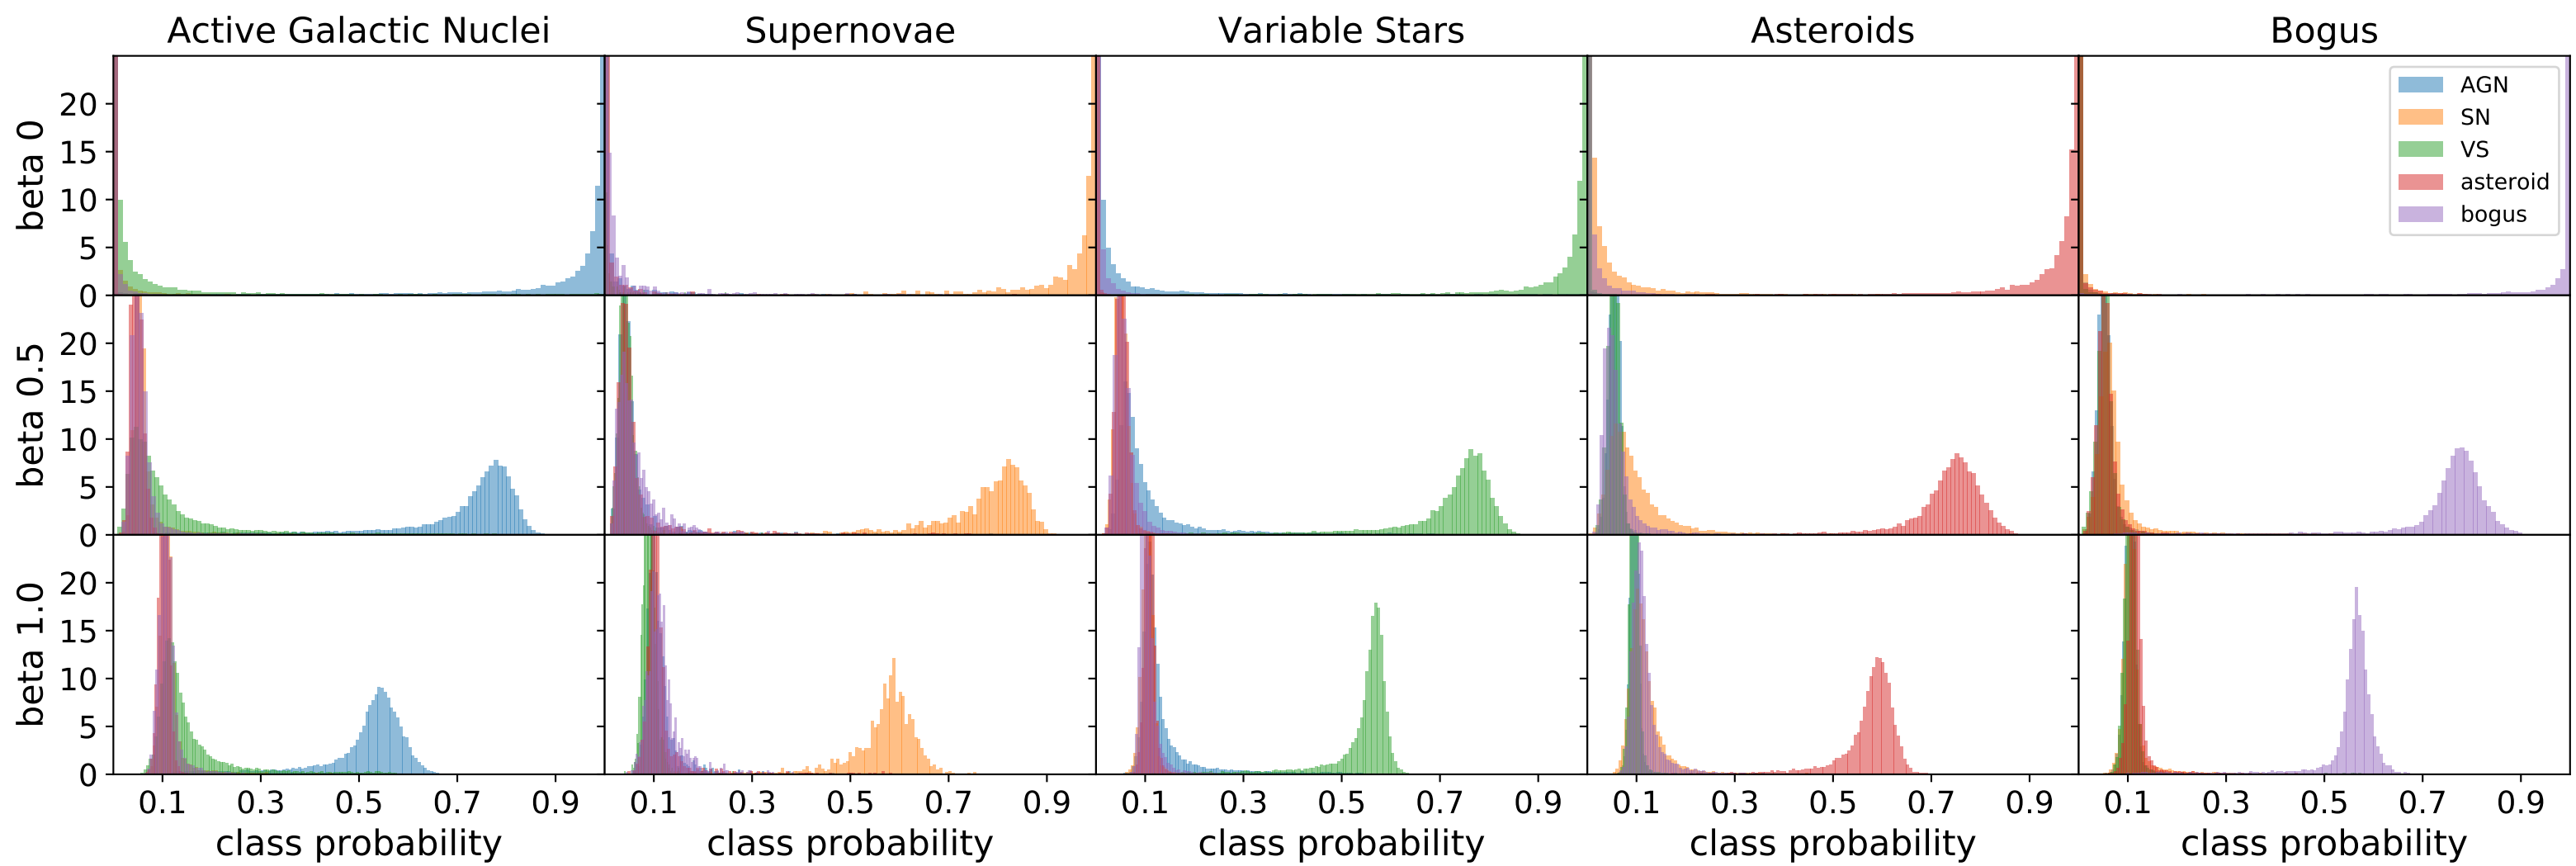 Active Galactic Nuclei Supernovae Variable Stars Asteroids Bogus
beta 0
20
15
10
5
0
AGN
SN
VS
asteroid
bogus
beta 0.5
20
15
10
5
0
beta 1.0
20
15
10
5
0
0.1 0.3 0.5 0.7 0.9 0.1 0.3 0.5 0.7 0.9 0.1 0.3 0.5 0.7 0.9 0.1 0.3 0.5 0.7 0.9 0.1 0.3 0.5 0.7 0.9
class probability class probability class probability class probability class probability